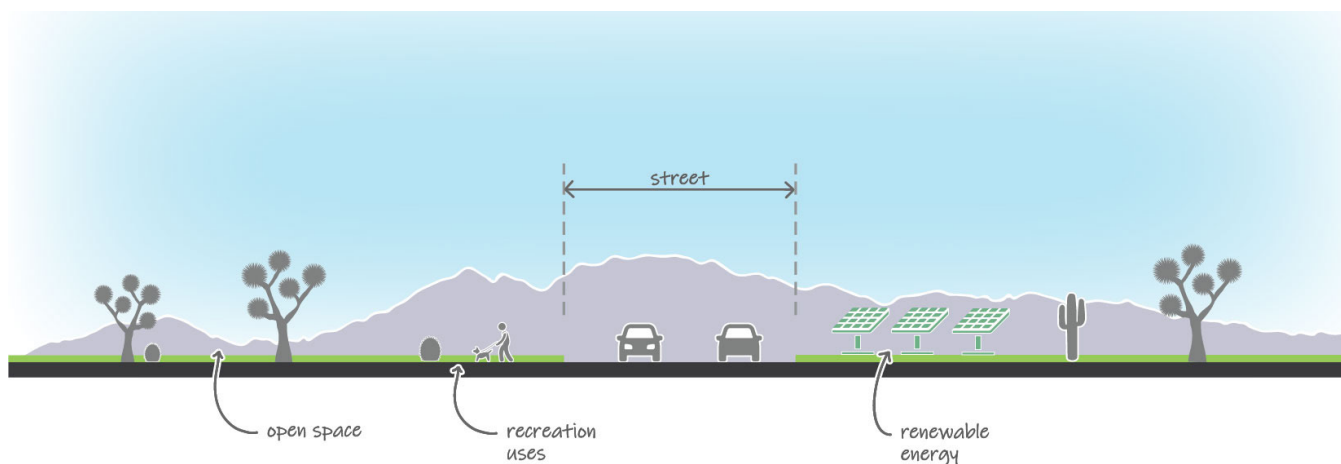 street
open space
recreation
uses
renewable
energy